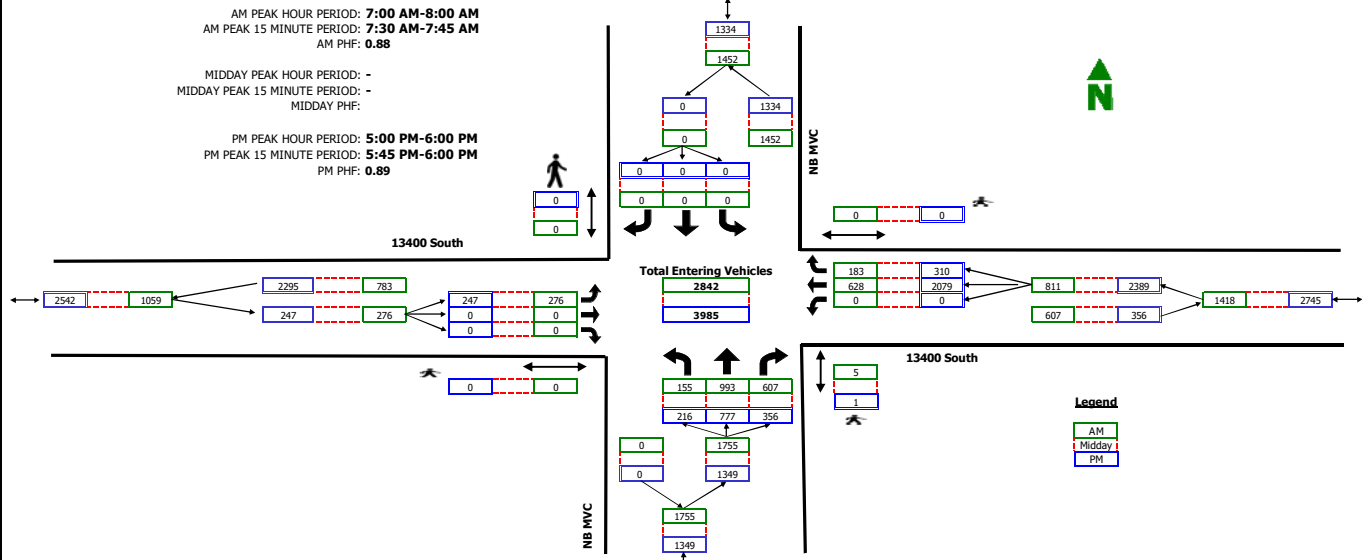 AM PEAK HOUR PERIOD: 7:00 AM-8:00 AM
AM PEAK 15 MINUTE PERIOD: 7:30 AM-7:45 AM
AM PHF: 0.88
MIDDAY PEAK HOUR PERIOD: -
MIDDAY PEAK 15 MINUTE PERIOD: -
MIDDAY PHF:
PM PEAK HOUR PERIOD: 5:00 PM-6:00 PM
PM PEAK 15 MINUTE PERIOD: 5:45 PM-6:00 PM
PM PHF: 0.89
1334
1452
0 1334
0 1452
0 0 0
0 0 0
NB MVC
N
0
0
13400 South
0 0
Total Entering Vehicles
2842
3985
2542 1059
2295 783
247 276
247 276
0 0
0 0
183 310
628 2079
0 0
811 2389
607 356
1418 2745
13400 South
0 0
155 993 607
216 777 356
0 1755
0 1349
1755
1349
NB MVC
5
1
Legend
AM
Midday
PM